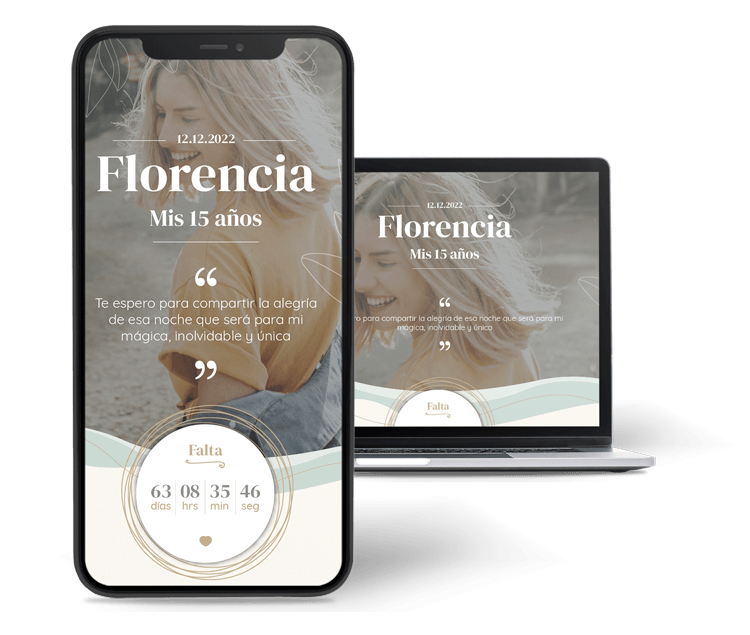 12.12.2022
Florencia
Mis 15 años
“
Te espero para compartir la alegría
de esa noche que será para mi
mágica, inolvidable y única
”
Falta
63 08 35 46
días hrs min seg
12.12.2022
Florencia
Mis 15 años
“
para compartir la alegría de esa noche que será para mi
mágica, inolvidable y única
”
Falta